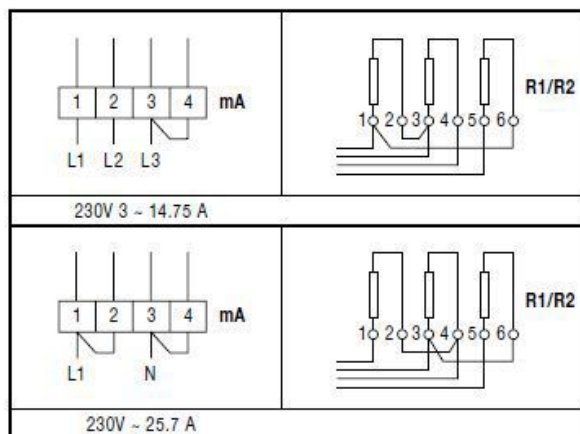 1 2 3 4 mA
L1 L2 L3
R1/R2
1 2 3 4 5 6
230V 3 ~ 14.75 A
1 2 3 4 mA
L1 N
R1/R2
1 2 3 4 5 6
230V ~ 25.7 A